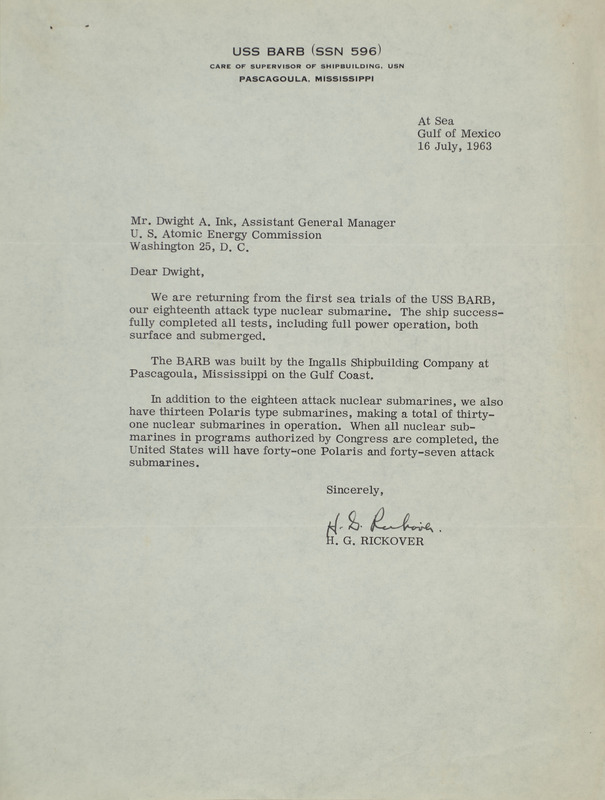 USS BARB (SSN 596)
CARE OF SUPERVISOR OF SHIPBUILDING, USN
PASCAGOULA, MISSISSIPPI
At Sea
Gulf of Mexico
16 July, 1963
Mr. Dwight A. Ink, Assistant General Manager
U. S. Atomic Energy Commission
Washington 25, D. C.
Dear Dwight,
We are returning from the first sea trials of the USS BARB,
our eighteenth attack type nuclear submarine. The ship success-
fully completed all tests, including full power operation, both
surface and submerged.
The BARB was built by the Ingalls Shipbuilding Company at
Pascagoula, Mississippi on the Gulf Coast.
In addition to the eighteen attack nuclear submarines, we also
have thirteen Polaris type submarines, making a total of thirty-
one nuclear submarines in operation. When all nuclear sub-
marines in programs authorized by Congress are completed, the
United States will have forty-one Polaris and forty-seven attack
submarines.
Sincerely,
H. G. Rickover.
H. G. RICKOVER